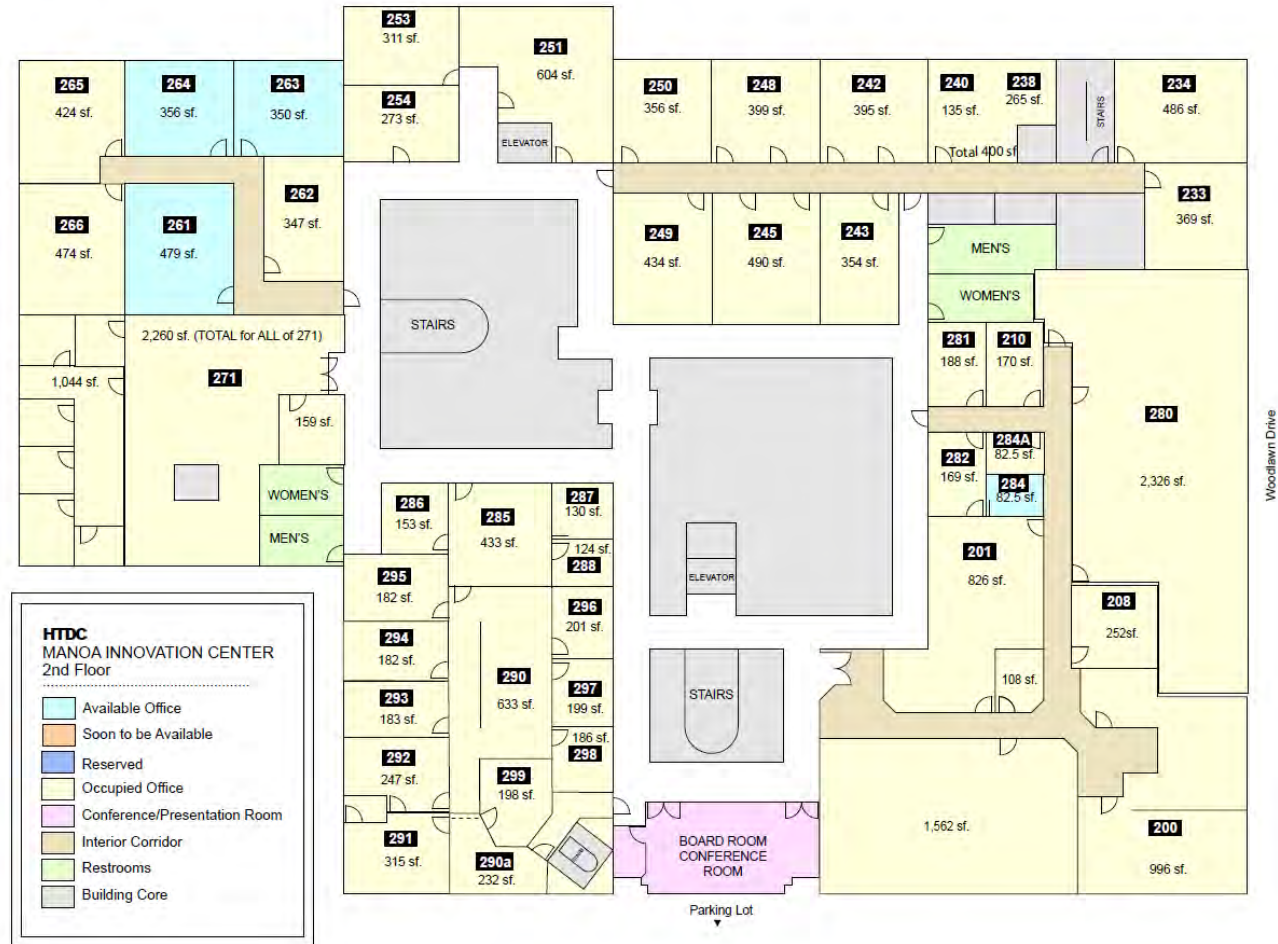 253
311 sf.
251
604 sf.
265
424 sf.
264
356 sf.
263
350 sf.
254
273 sf.
ELEVATOR
250
356 sf.
248
399 sf.
242
395 sf.
240
135 sf.
238
265 sf.
Total 400 sf
STAIRS
234
486 sf.
266
474 sf.
261
479 sf.
262
347 sf.
249
434 sf.
245
490 sf.
243
354 sf.
233
369 sf.
MEN'S
WOMEN'S
STAIRS
2,260 sf. (TOTAL for ALL of 271)
271
1,044 sf.
159 sf.
WOMEN'S
MEN'S
281
188 sf.
210
170 sf.
280
2,326 sf.
Woodlawn Drive
284A
82.5 sf.
282
169 sf.
284
82.5 sf.
286
153 sf.
285
433 sf.
287
130 sf.
124 sf.
288
ELEVATOR
201
826 sf.
208
252sf.
295
182 sf.
296
201 sf.
294
182 sf.
290
633 sf.
297
199 sf.
STAIRS
108 sf.
293
183 sf.
186 sf.
298
292
247 sf.
299
198 sf.
291
315 sf.
290a
232 sf.
BOARD ROOM
CONFERENCE
ROOM
1,562 sf.
200
996 sf.
Parking Lot
HTDC
MANOA INNOVATION CENTER
2nd Floor
Available Office
Soon to be Available
Reserved
Occupied Office
Conference/Presentation Room
Interior Corridor
Restrooms
Building Core